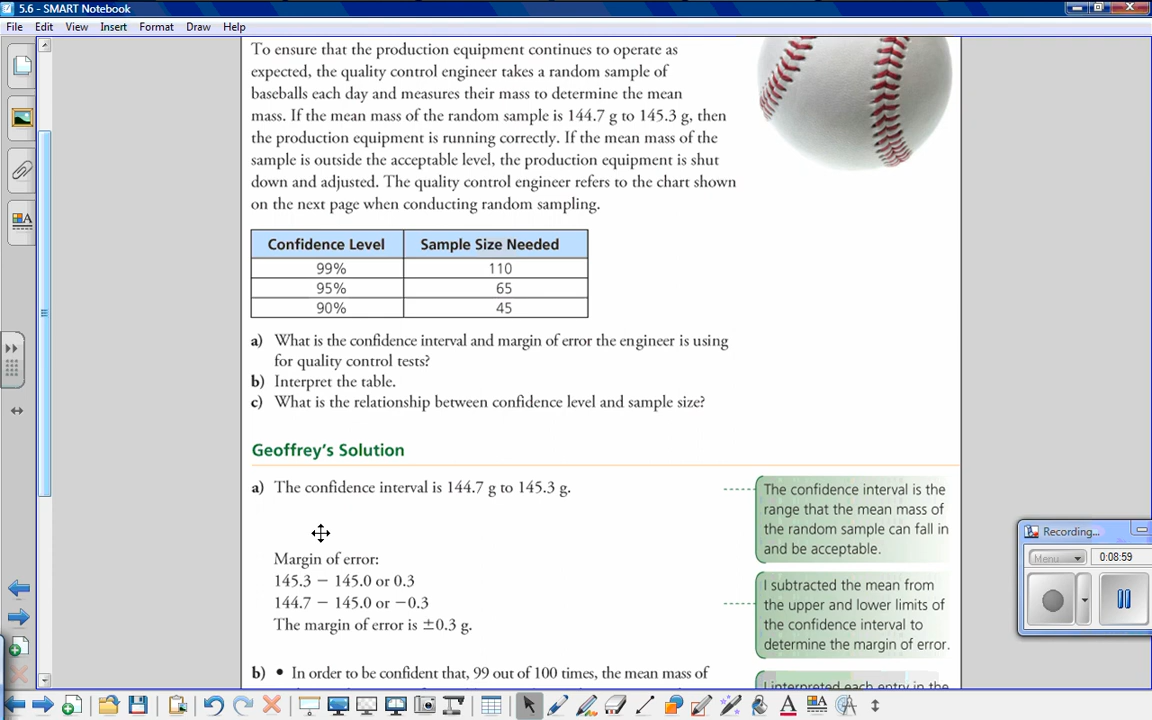 5.6 - SMART Notebook
File Edit View Insert Format Draw Help
To ensure that the production equipment continues to operate as
expected, the quality control engineer takes a random sample of
baseballs each day and measures their mass to determine the mean
mass. If the mean mass of the random sample is 144.7 g to 145.3 g, then
the production equipment is running correctly. If the mean mass of the
sample is outside the acceptable level, the production equipment is shut
down and adjusted. The quality control engineer refers to the chart shown
on the next page when conducting random sampling.
Confidence Level Sample Size Needed
99% 110
95% 65
90% 45
a) What is the confidence interval and margin of error the engineer is using
for quality control tests?
b) Interpret the table.
c) What is the relationship between confidence level and sample size?
Geoffrey's Solution
a) The confidence interval is 144.7 g to 145.3 g.
The confidence interval is the
range that the mean mass of
the random sample can fall in
and be acceptable.
Margin of error:
145.3 − 145.0 or 0.3
144.7 − 145.0 or −0.3
The margin of error is ±0.3 g.
I subtracted the mean from
the upper and lower limits of
the confidence interval to
determine the margin of error.
b) • In order to be confident that, 99 out of 100 times, the mean mass of
I interpreted each entry in the
Recording...
Menu 0:08:59